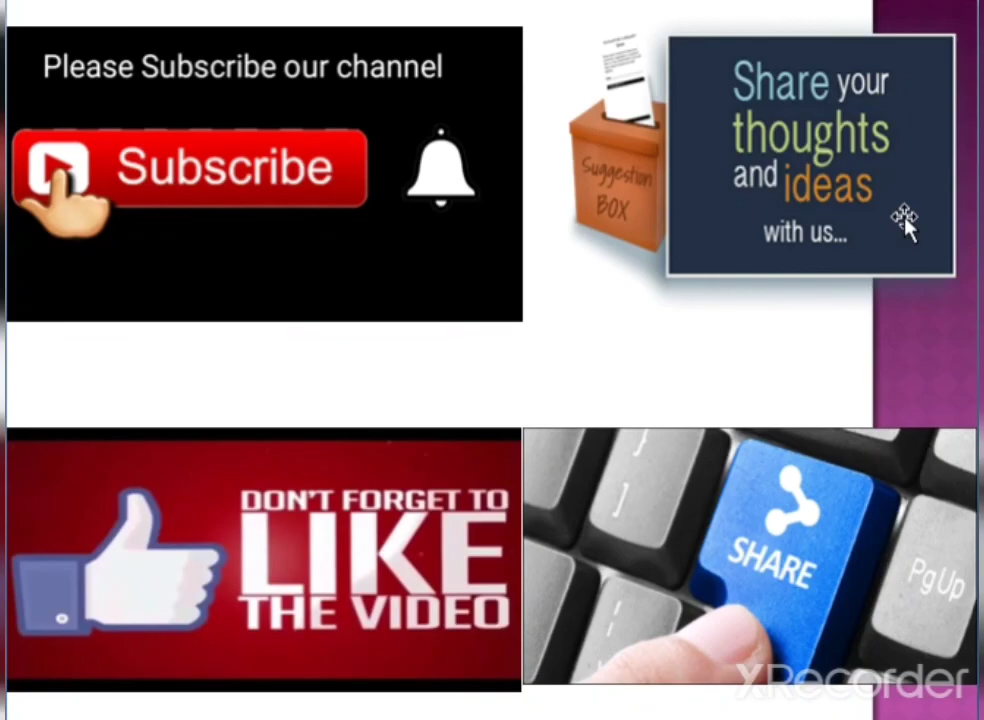 Please Subscribe our channel
Subscribe
Suggestion
BOX
Share your
thoughts
and ideas
with us...
DON'T FORGET TO
LIKE
THE VIDEO
SHARE
PgUp
XRecorder